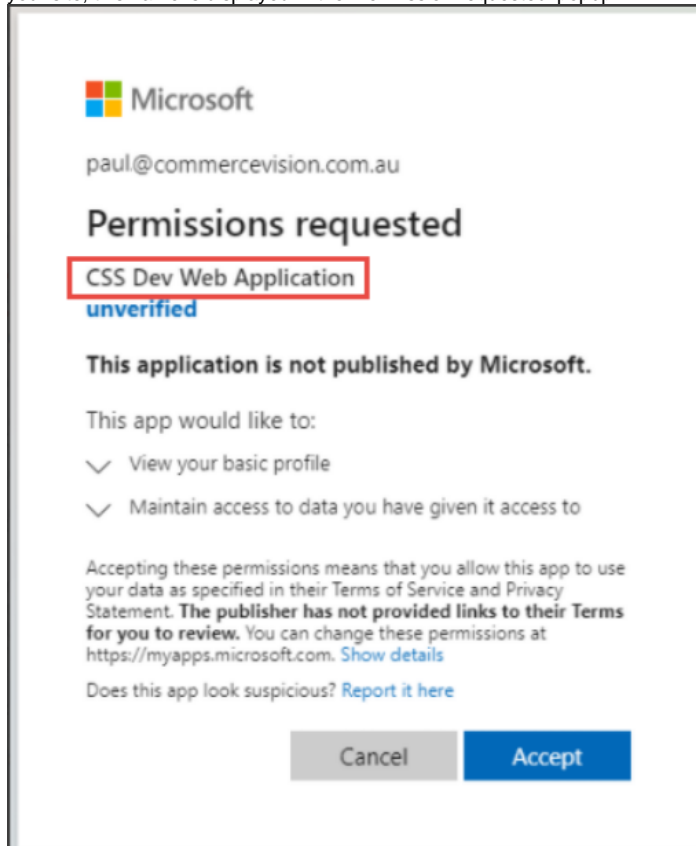 Microsoft
paul@commercevision.com.au
Permissions requested
CSS Dev Web Application
unverified
This application is not published by Microsoft.
This app would like to:
View your basic profile
Maintain access to data you have given it access to
Accepting these permissions means that you allow this app to use
your data as specified in their Terms of Service and Privacy
Statement. The publisher has not provided links to their Terms
for you to review. You can change these permissions at
https://myapps.microsoft.com. Show details
Does this app look suspicious? Report it here
Cancel Accept